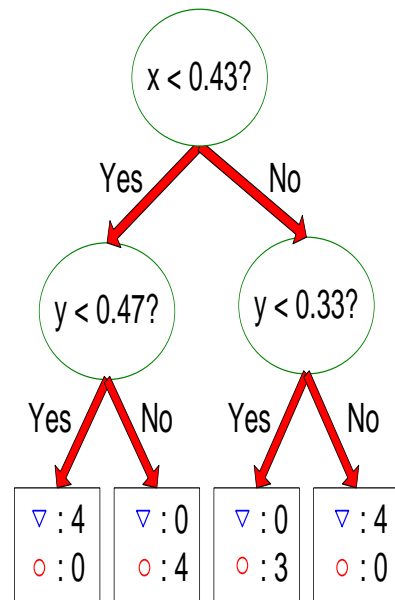 x < 0.43?
Yes No
y < 0.47? y < 0.33?
Yes No Yes No
▽ : 4 ▽ : 0 ▽ : 0 ▽ : 4
○ : 0 ○ : 4 ○ : 3 ○ : 0